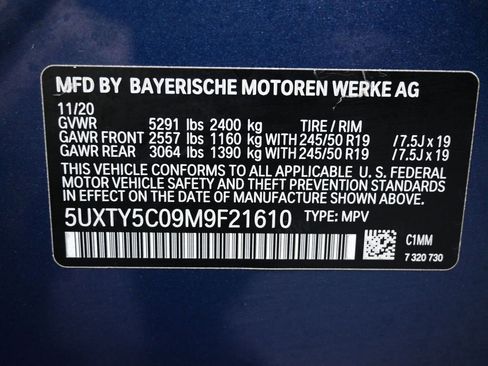 MFD BY BAYERISCHE MOTOREN WERKE AG
11/20
GVWR 5291 lbs 2400 kg TIRE / RIM
GAWR FRONT 2557 lbs 1160 kg WITH 245/50 R19 / 7.5J x 19
GAWR REAR 3064 lbs 1390 kg WITH 245/50 R19 / 7.5J x 19
THIS VEHICLE CONFORMS TO ALL APPLICABLE U. S. FEDERAL
MOTOR VEHICLE SAFETY AND THEFT PREVENTION STANDARDS
IN EFFECT ON THE DATE OF MANUFACTURE SHOWN ABOVE.
5UXTY5C09M9F21610 TYPE: MPV
C1MM
7 320 730